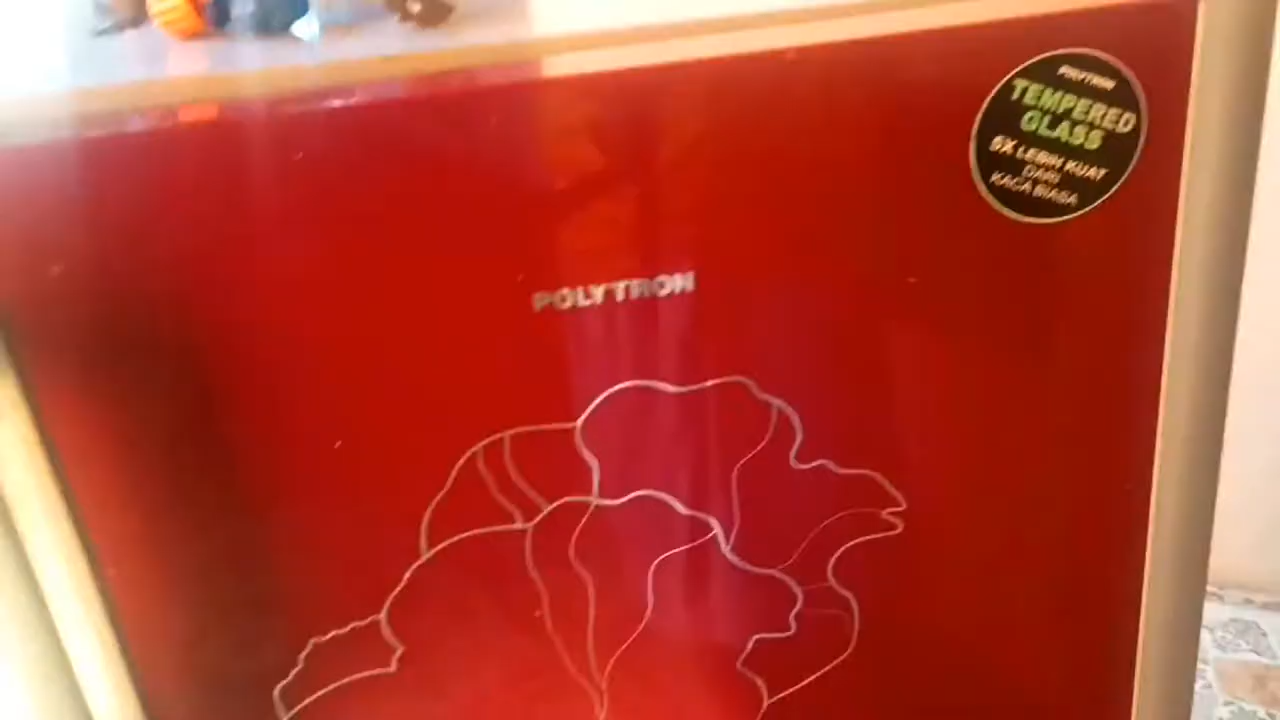 POLYTRON
TEMPERED
GLASS
5X LEBIH KUAT
DARI
KACA BIASA
POLYTRON